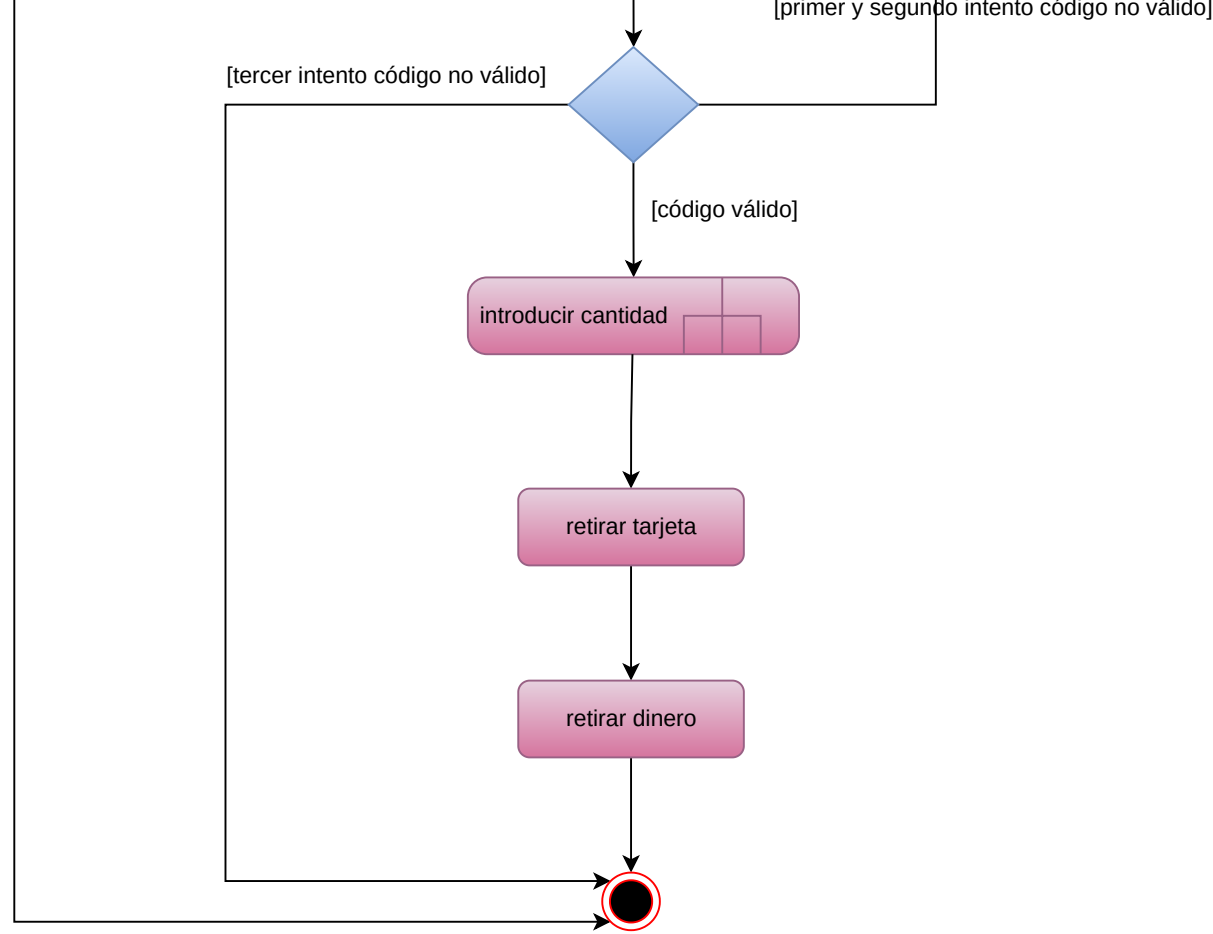 [primer y segundo intento código no válido]
[tercer intento código no válido]
[código válido]
introducir cantidad
retirar tarjeta
retirar dinero